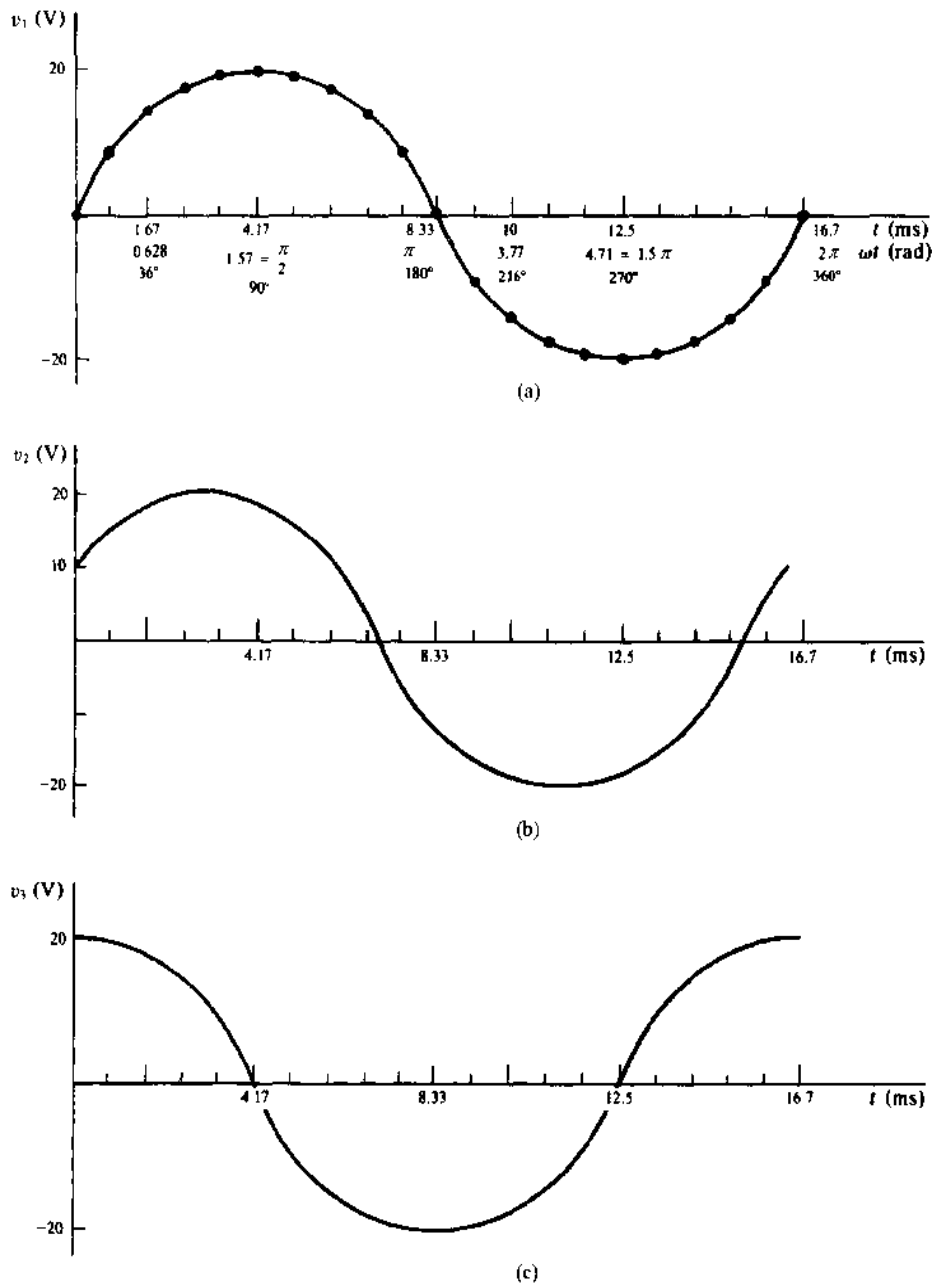 v₁ (V)
20
1.67 4.17 8.33 10 12.5 16.7 t (ms)
0.628 1.57 = π/2 π 3.77 4.71 = 1.5 π 2π ωt (rad)
36° 90° 180° 216° 270° 360°
−20
(a)
v₂ (V)
20
10
4.17 8.33 12.5 16.7 t (ms)
−20
(b)
v₃ (V)
20
4.17 8.33 12.5 16.7 t (ms)
−20
(c)